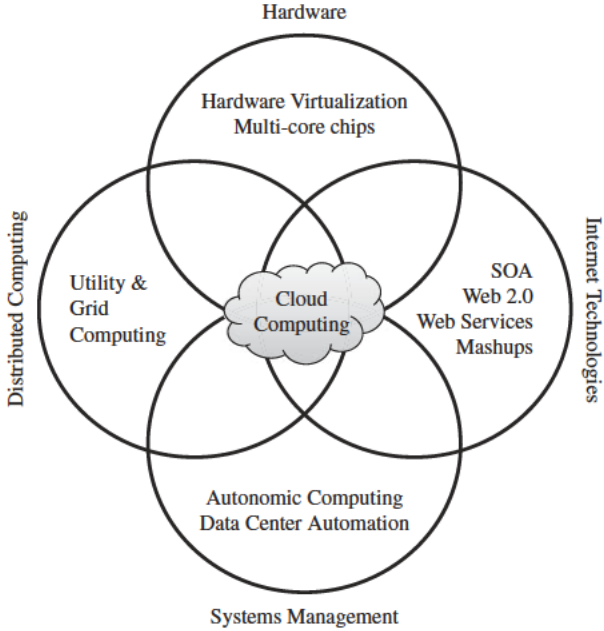 Hardware
Hardware Virtualization
Multi-core chips
Distributed Computing
Utility &
Grid
Computing
Cloud
Computing
SOA
Web 2.0
Web Services
Mashups
Internet Technologies
Autonomic Computing
Data Center Automation
Systems Management